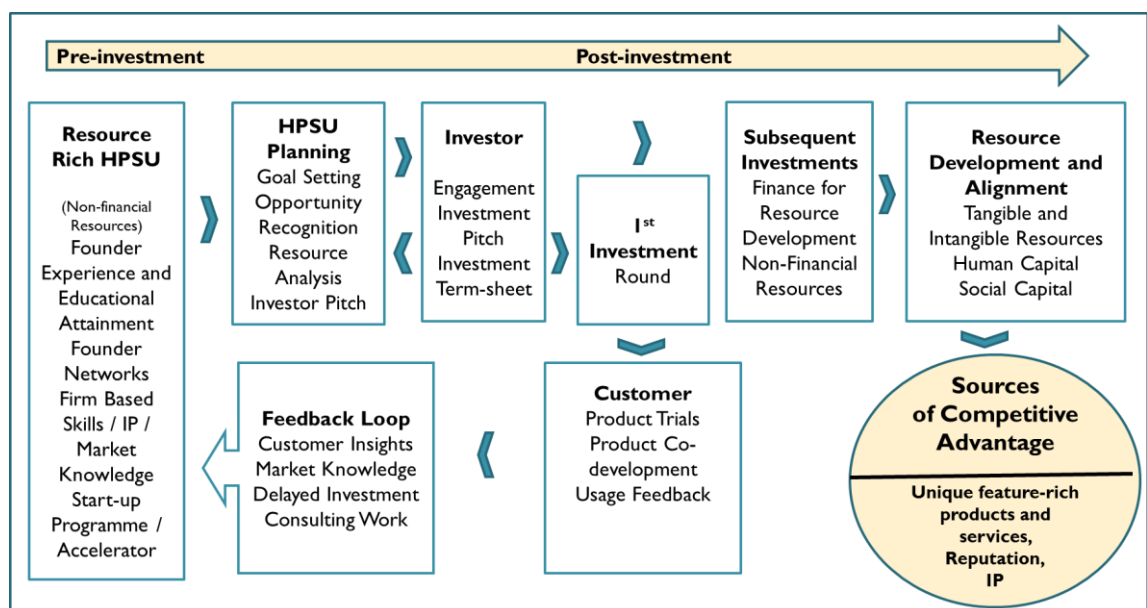 Pre-investment
Post-investment
Resource
Rich HPSU
(Non-financial
Resources)
Founder
Experience and
Educational
Attainment
Founder
Networks
Firm Based
Skills / IP /
Market
Knowledge
Start-up
Programme /
Accelerator
HPSU
Planning
Goal Setting
Opportunity
Recognition
Resource
Analysis
Investor Pitch
Investor
Engagement
Investment
Pitch
Investment
Term-sheet
1st
Investment
Round
Subsequent
Investments
Finance for
Resource
Development
Non-Financial
Resources
Resource
Development and
Alignment
Tangible and
Intangible Resources
Human Capital
Social Capital
Feedback Loop
Customer Insights
Market Knowledge
Delayed Investment
Consulting Work
Customer
Product Trials
Product Co-
development
Usage Feedback
Sources
of Competitive
Advantage
Unique feature-rich
products and
services,
Reputation,
IP